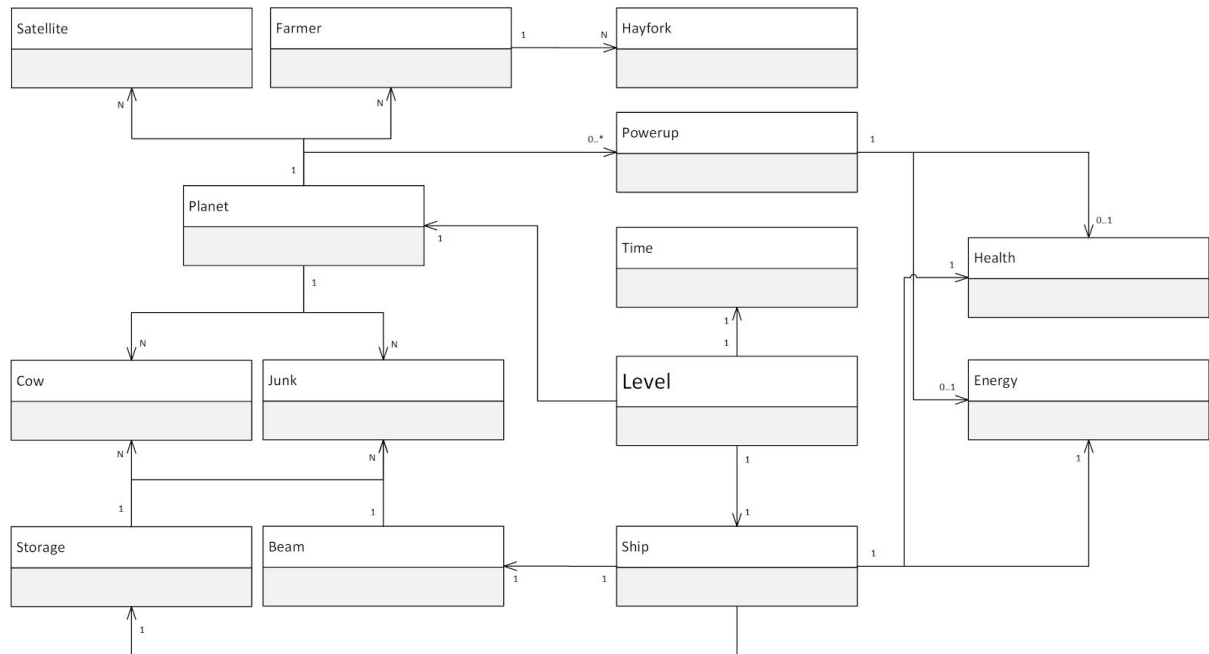 Satellite
Farmer
Hayfork
1
N
N
N
Powerup
0..*
1
1
Planet
1
Time
0..1
Health
1
1
1
1
N
N
Cow
Junk
Level
Energy
0..1
N
N
1
1
1
1
1
Storage
Beam
Ship
1
1
1
1